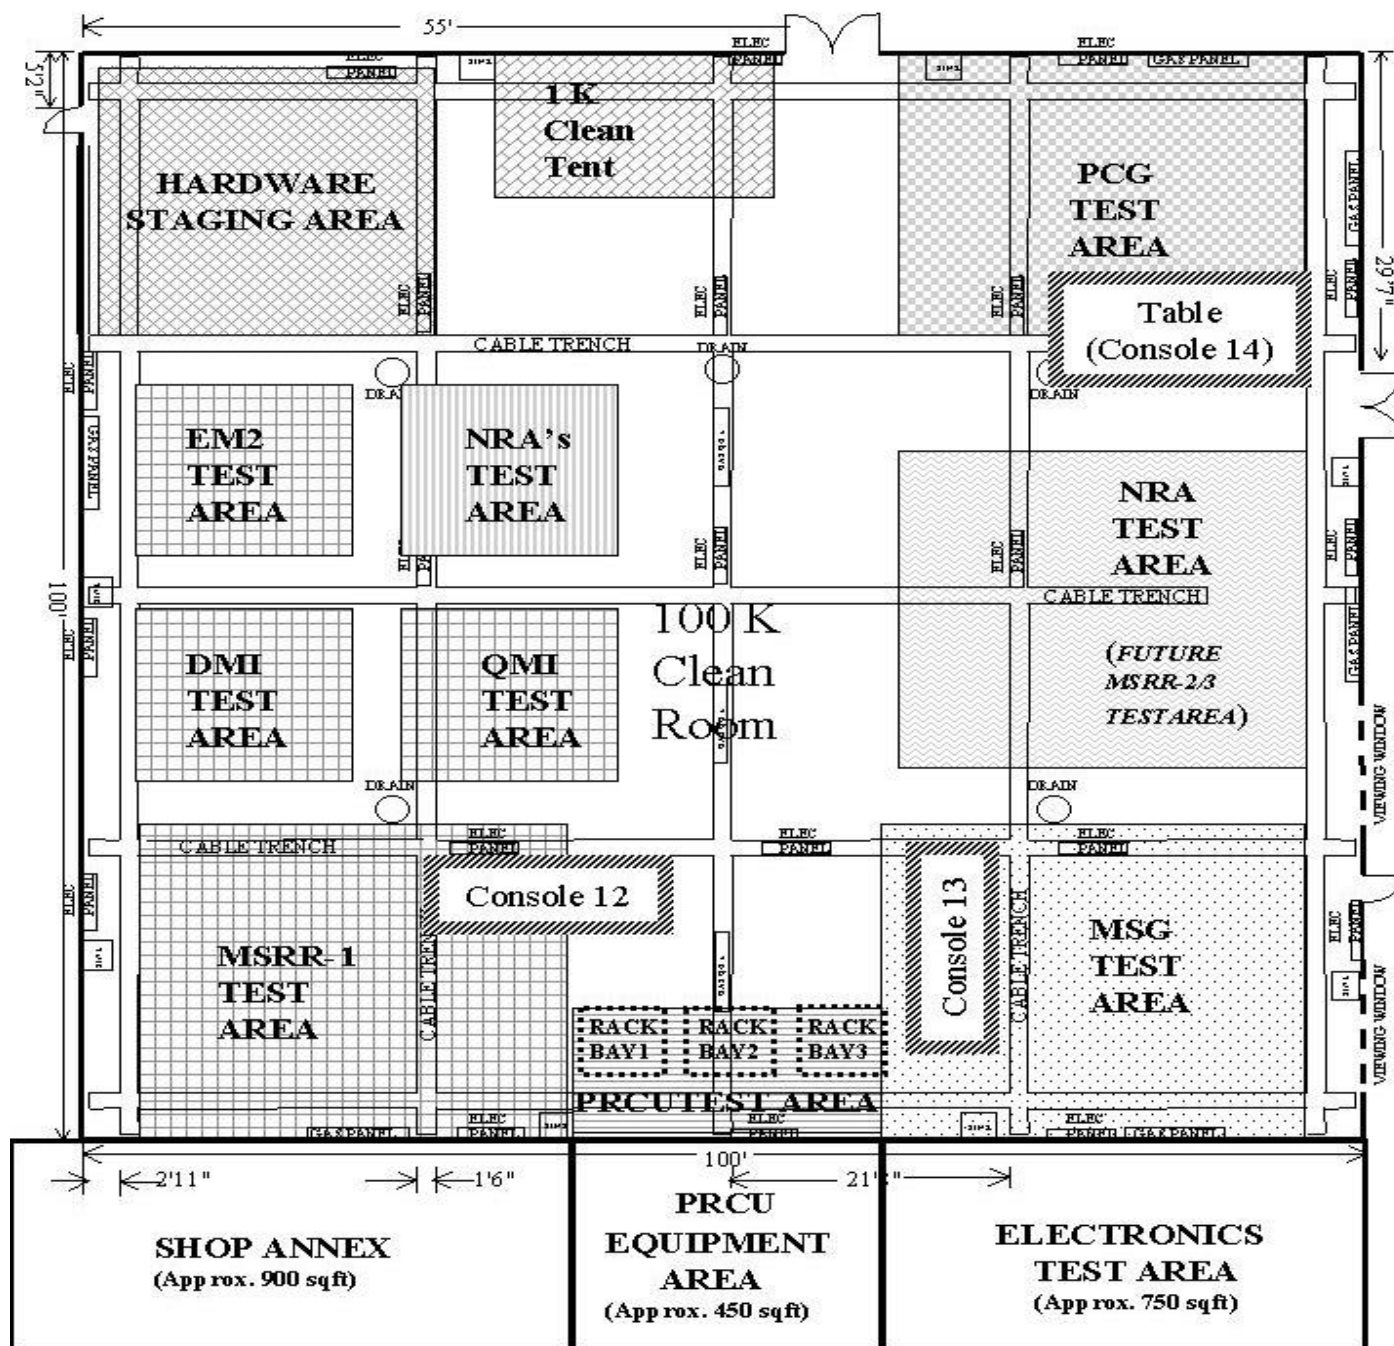 55'
ELEC
ELEC
5'2"
ELEC
PANEL
PANEL
PANEL
GAS PANEL
1 K
Clean
Tent
HARDWARE
STAGING AREA
PCG
TEST
AREA
GAS PANEL
29'7"
ELEC
PANEL
ELEC
PANEL
ELEC
PANEL
ELEC
PANEL
Table
(Console 14)
CABLE TRENCH
DRAIN
DRAIN
ELEC
PANEL
GAS PANEL
EM2
TEST
AREA
NRA's
TEST
AREA
NRA
TEST
AREA
ELEC
PANEL
ELEC
PANEL
ELEC
PANEL
ELEC
PANEL
100'
CABLE TRENCH
100 K
Clean
Room
ELEC
PANEL
GAS PANEL
DMI
TEST
AREA
QMI
TEST
AREA
(FUTURE
MSRR-2/3
TEST AREA)
VIEWING WINDOW
DRAIN
DRAIN
CABLE TRENCH
ELEC
PANEL
ELEC
PANEL
ELEC
PANEL
ELEC
PANEL
Console 12
Console 13
CABLE TRENCH
MSG
TEST
AREA
ELEC
PANEL
MSRR-1
TEST
AREA
VIEWING WINDOW
RACK
BAY1
RACK
BAY2
RACK
BAY3
PRCU TEST AREA
GAS PANEL
ELEC
PANEL
ELEC
PANEL
ELEC
PANEL
GAS PANEL
100'
2'11"
1'6"
SHOP ANNEX
(Approx. 900 sqft)
PRCU
EQUIPMENT
AREA
(Approx. 450 sqft)
ELECTRONICS
TEST AREA
(Approx. 750 sqft)